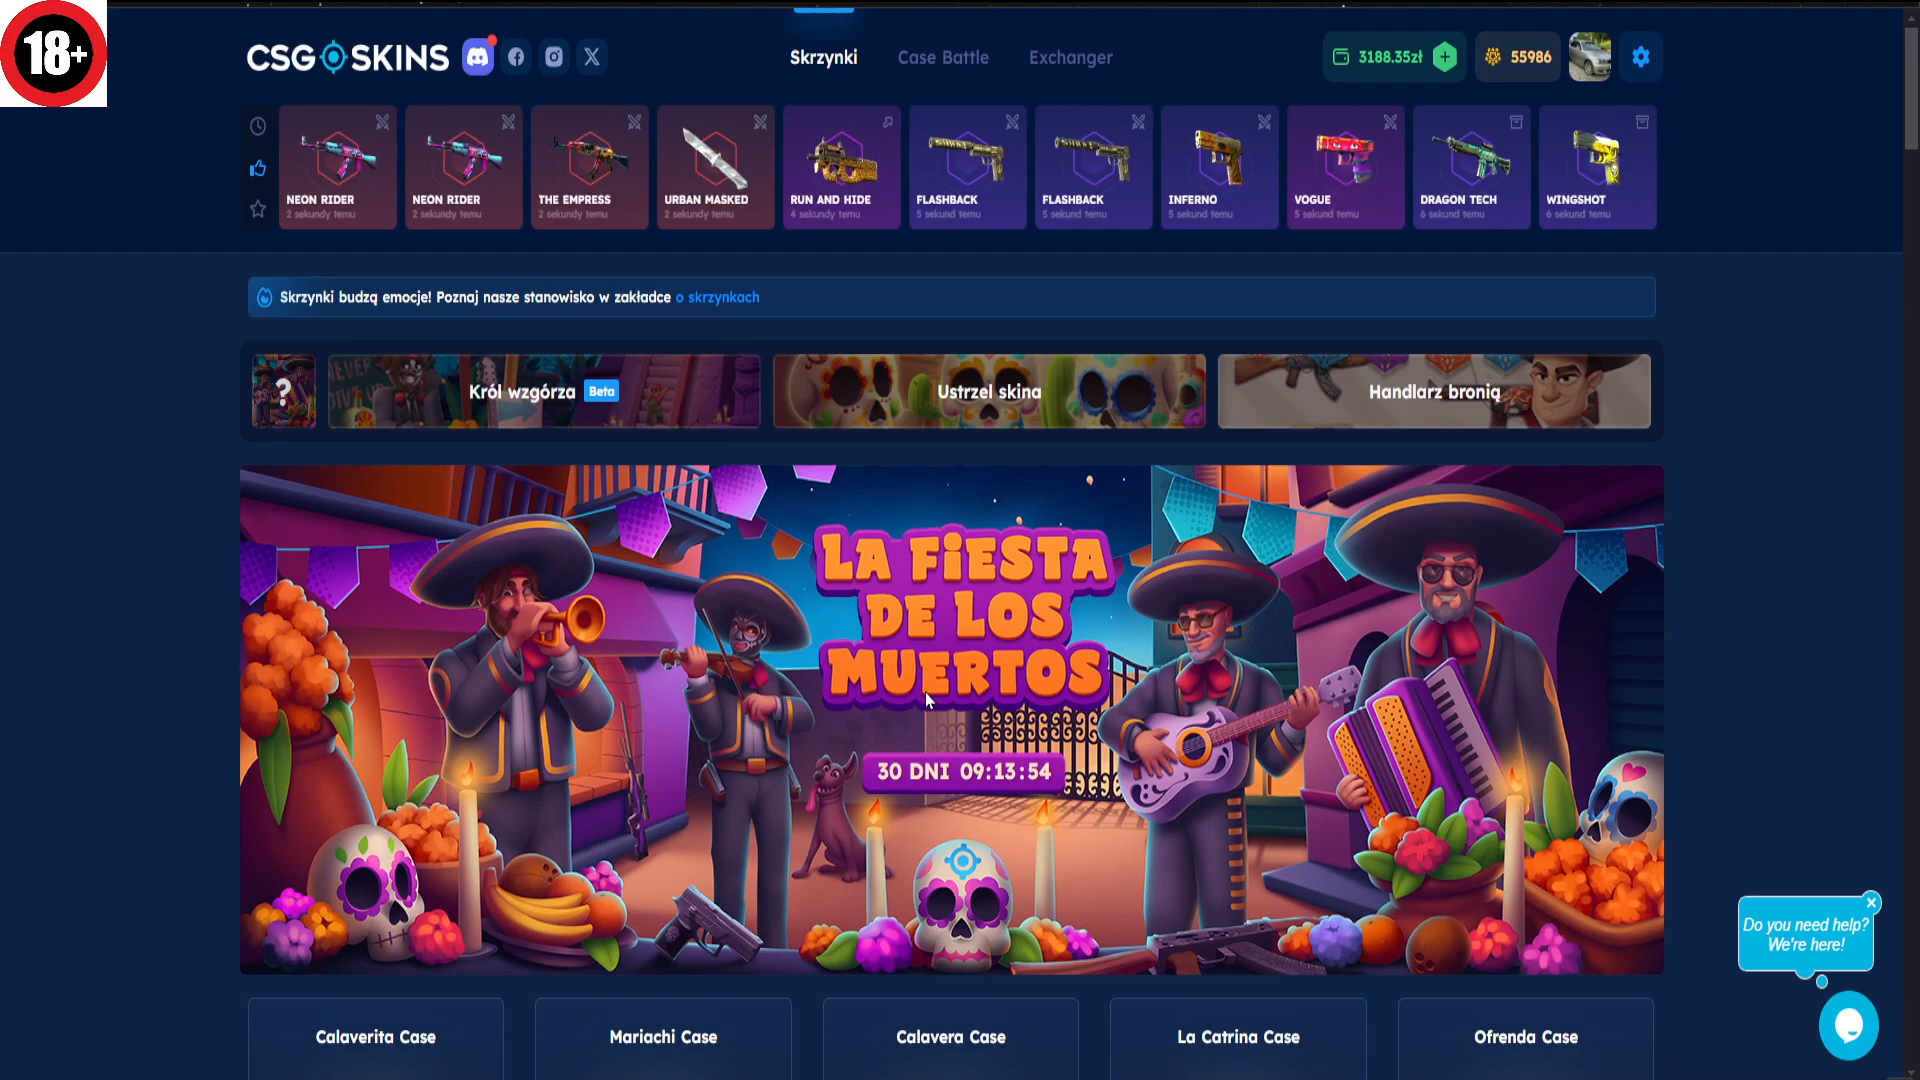 18+
CSGOSKINS
Skrzynki
Case Battle
Exchanger
3188.35zł
55986
NEON RIDER
2 sekundy temu
NEON RIDER
2 sekundy temu
THE EMPRESS
2 sekundy temu
URBAN MASKED
2 sekundy temu
RUN AND HIDE
4 sekundy temu
FLASHBACK
5 sekund temu
FLASHBACK
5 sekund temu
INFERNO
5 sekund temu
VOGUE
5 sekund temu
DRAGON TECH
6 sekund temu
WINGSHOT
6 sekund temu
Skrzynki budzą emocje! Poznaj nasze stanowisko w zakładce o skrzynkach
?
NEVER
GIVE UP
Król wzgórza Beta
Ustrzel skina
Handlarz bronią
LA FiESTA
DE LOS
MUERTOS
30 DNI 09:13:54
Do you need help?
We're here!
Calaverita Case
Mariachi Case
Calavera Case
La Catrina Case
Ofrenda Case